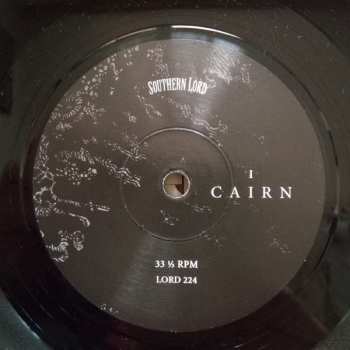 SOUTHERN LORD
I
CAIRN
33 ⅓ RPM
LORD 224